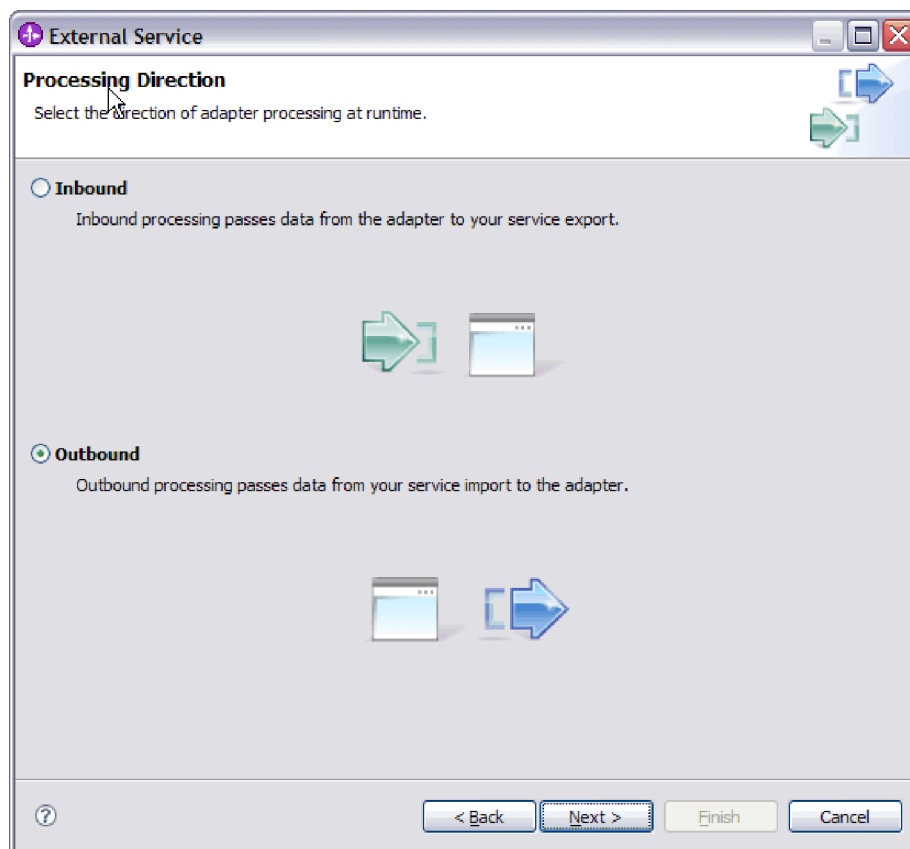 External Service
Processing Direction
Select the direction of adapter processing at runtime.
Inbound
Inbound processing passes data from the adapter to your service export.
Outbound
Outbound processing passes data from your service import to the adapter.
< Back
Next >
Finish
Cancel